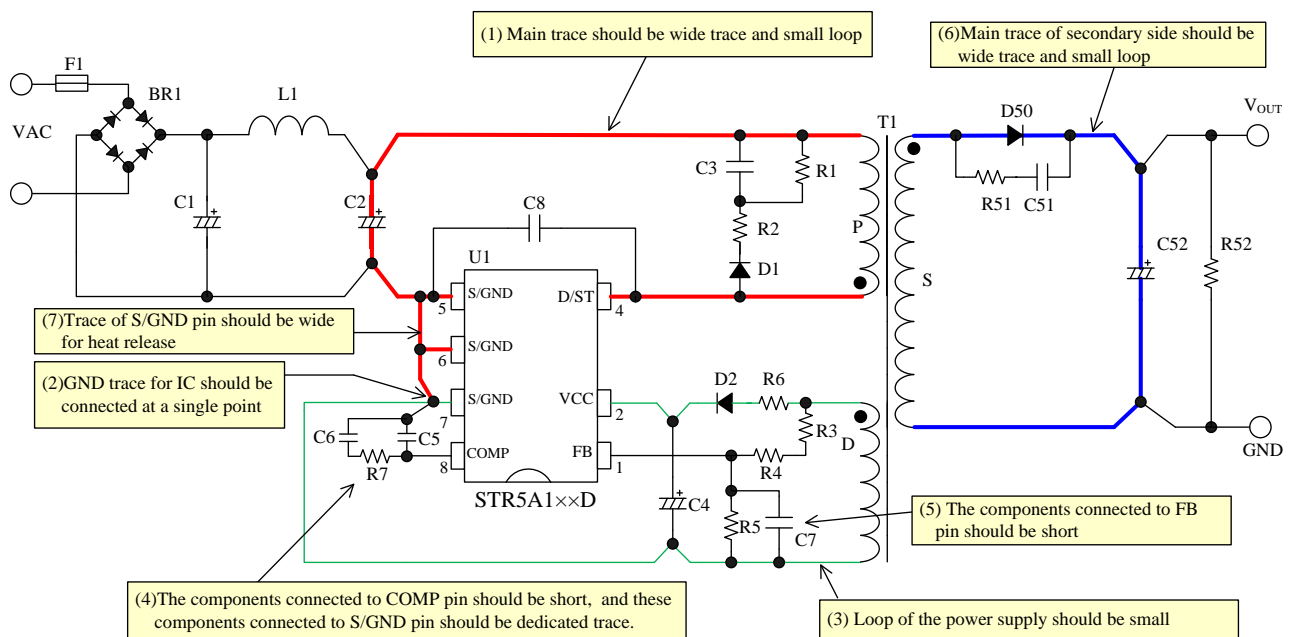 (1) Main trace should be wide trace and small loop
(6)Main trace of secondary side should be
wide trace and small loop
F1
BR1
L1
VAC
C1
C2
C8
C3
R1
R2
D1
P
T1
S
D50
R51
C51
VOUT
C52
R52
GND
U1
S/GND
5
D/ST
4
S/GND
6
S/GND
7
VCC
2
COMP
8
FB
1
STR5A1××D
(7)Trace of S/GND pin should be wide
for heat release
(2)GND trace for IC should be
connected at a single point
C6
C5
R7
D2
R6
R3
R4
D
C4
R5
C7
(5) The components connected to FB
pin should be short
(4)The components connected to COMP pin should be short, and these
components connected to S/GND pin should be dedicated trace.
(3) Loop of the power supply should be small